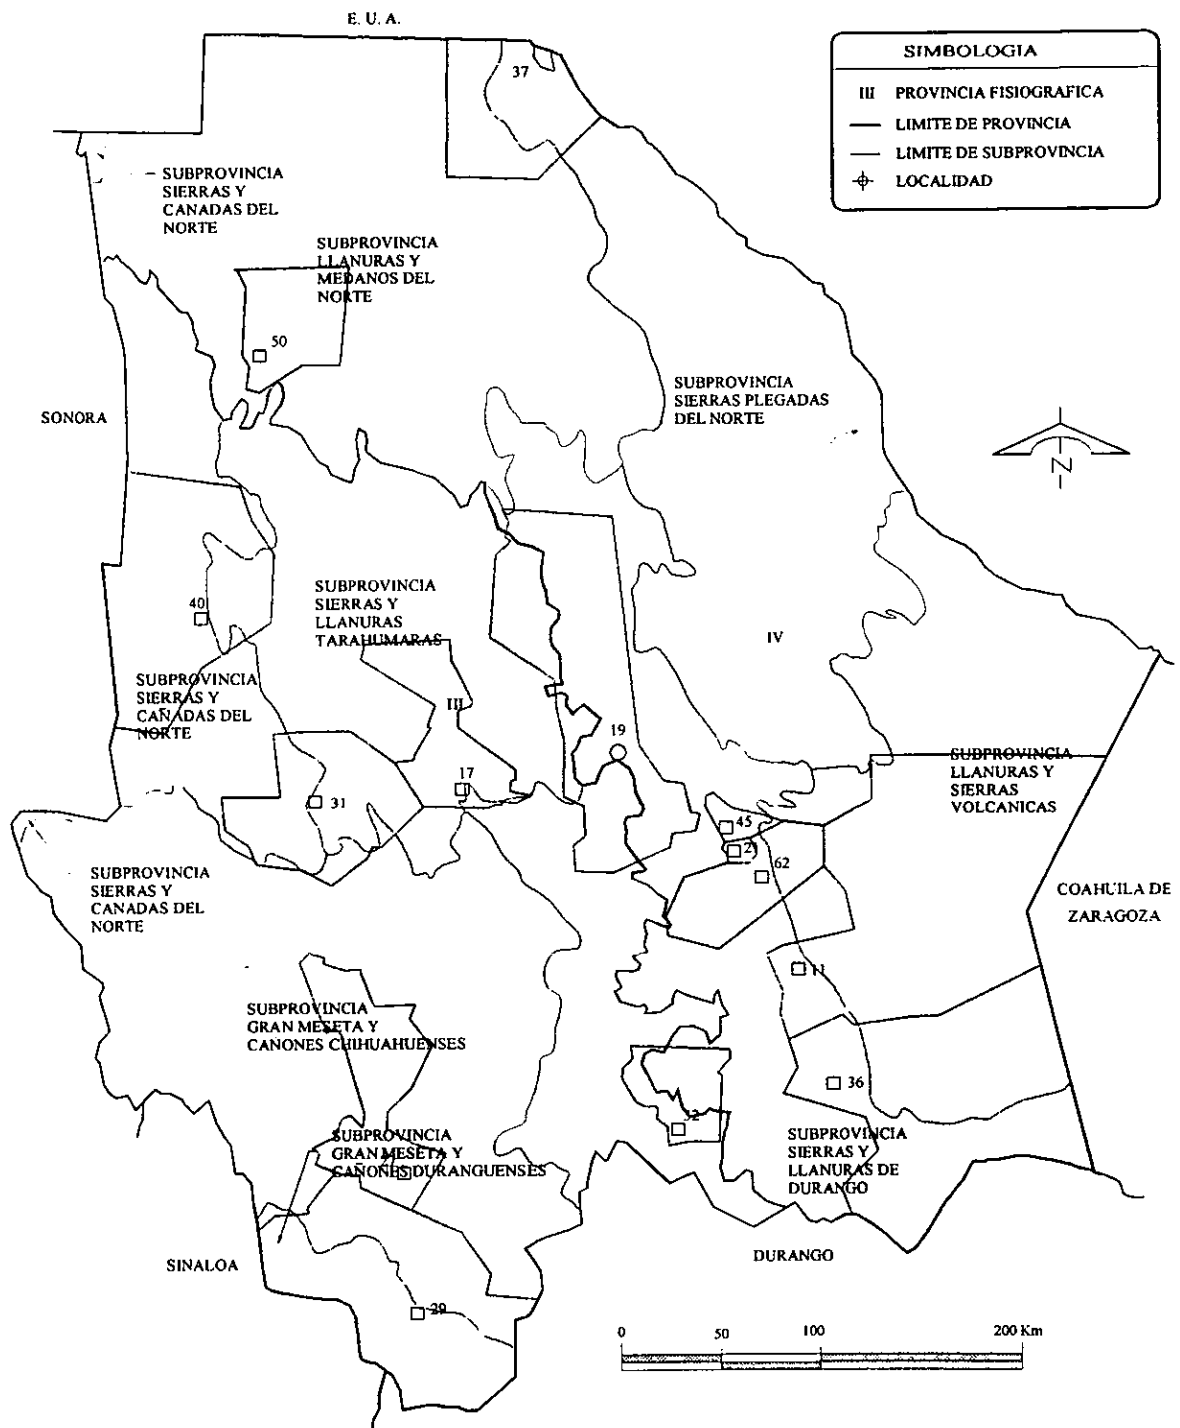 E. U. A.
SIMBOLOGIA
III PROVINCIA FISIOGRAFICA
LIMITE DE PROVINCIA
LIMITE DE SUBPROVINCIA
LOCALIDAD
37
SUBPROVINCIA
SIERRAS Y
CANADAS DEL
NORTE
SUBPROVINCIA
LLANURAS Y
MEDANOS DEL
NORTE
50
SUBPROVINCIA
SIERRAS PLEGADAS
DEL NORTE
SONORA
N
40
SUBPROVINCIA
SIERRAS Y
LLANURAS
TARAHUMARAS
IV
SUBPROVINCIA
SIERRAS Y
CAÑADAS DEL
NORTE
III
19
17
31
SUBPROVINCIA
LLANURAS Y
SIERRAS
VOLCANICAS
45
21
62
SUBPROVINCIA
SIERRAS Y
CANADAS DEL
NORTE
COAHUILA DE
ZARAGOZA
11
SUBPROVINCIA
GRAN MESETA Y
CAÑONES CHIHUAHUENSES
36
SUBPROVINCIA
GRAN MESETA Y
CAÑONES DURANGUENSES
SUBPROVINCIA
SIERRAS Y
LLANURAS DE
DURANGO
SINALOA
DURANGO
29
0 50 100 200 Km